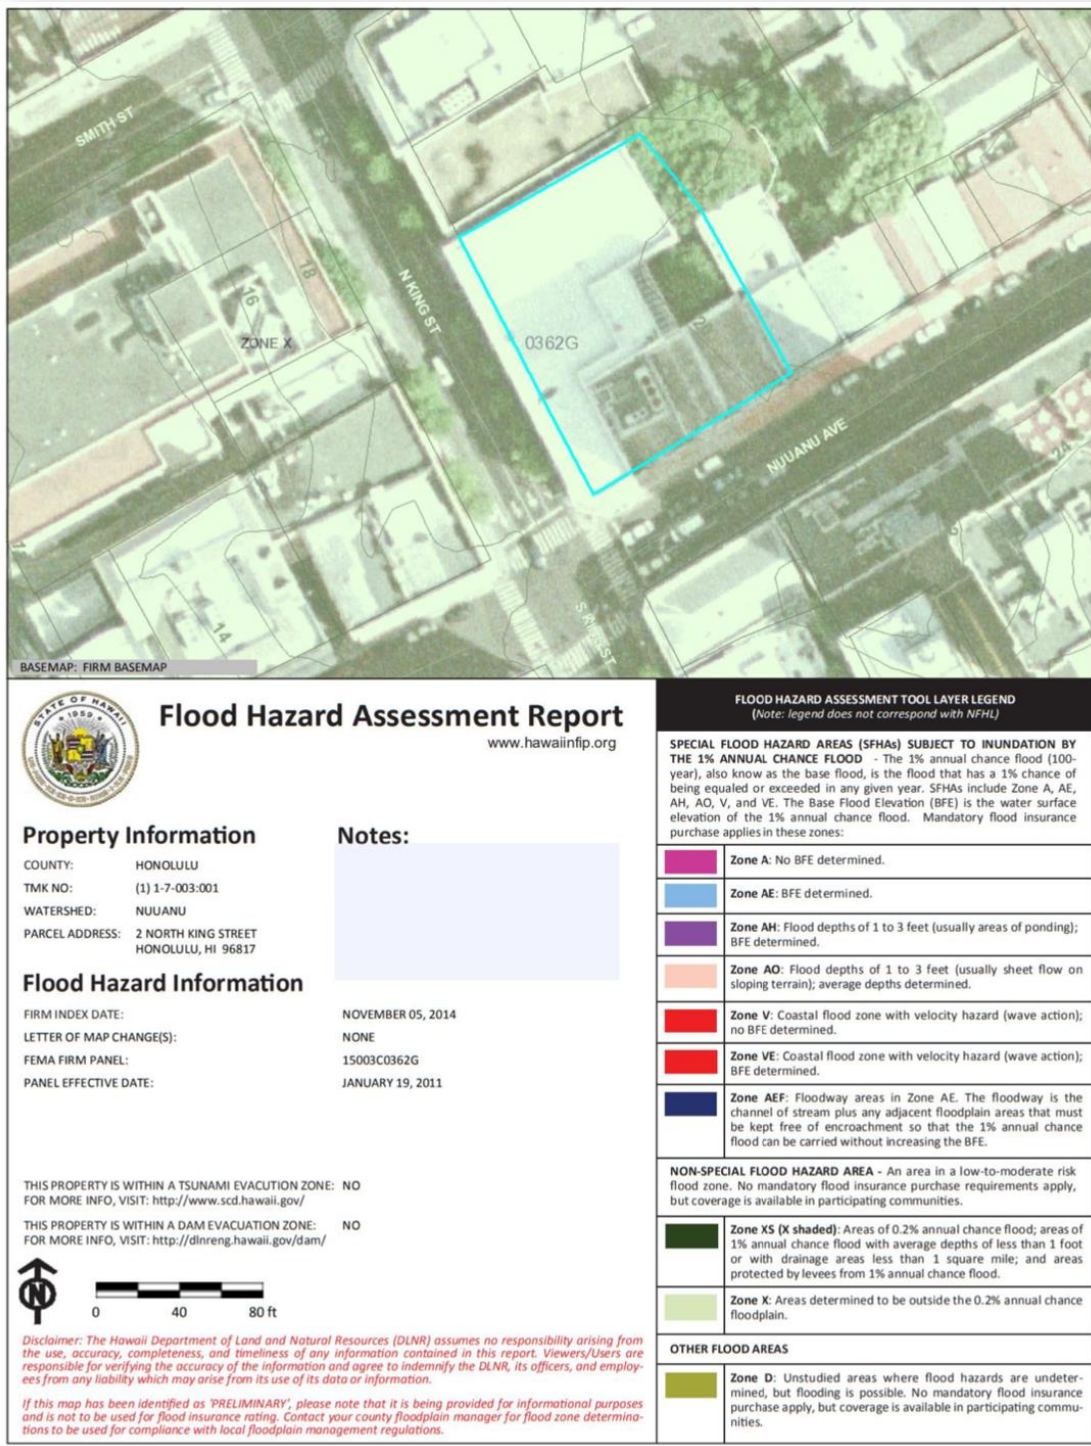 SMITH ST
N KING ST
18
16
ZONE X
0362G
NUUANU AVE
24
14
BASEMAP: FIRM BASEMAP
STATE OF HAWAII
1959
Flood Hazard Assessment Report
www.hawaiinfip.org
Property Information
COUNTY: HONOLULU
TMK NO: (1) 1-7-003:001
WATERSHED: NUUANU
PARCEL ADDRESS: 2 NORTH KING STREET
HONOLULU, HI 96817
Notes:
Flood Hazard Information
FIRM INDEX DATE: NOVEMBER 05, 2014
LETTER OF MAP CHANGE(S): NONE
FEMA FIRM PANEL: 15003C0362G
PANEL EFFECTIVE DATE: JANUARY 19, 2011
THIS PROPERTY IS WITHIN A TSUNAMI EVACUTION ZONE: NO
FOR MORE INFO, VISIT: http://www.scd.hawaii.gov/
THIS PROPERTY IS WITHIN A DAM EVACUATION ZONE: NO
FOR MORE INFO, VISIT: http://dlnreng.hawaii.gov/dam/
N
0 40 80 ft
Disclaimer: The Hawaii Department of Land and Natural Resources (DLNR) assumes no responsibility arising from
the use, accuracy, completeness, and timeliness of any information contained in this report. Viewers/Users are
responsible for verifying the accuracy of the information and agree to indemnify the DLNR, its officers, and employ-
ees from any liability which may arise from its use of its data or information.
If this map has been identified as 'PRELIMINARY', please note that it is being provided for informational purposes
and is not to be used for flood insurance rating. Contact your county floodplain manager for flood zone determina-
tions to be used for compliance with local floodplain management regulations.
FLOOD HAZARD ASSESSMENT TOOL LAYER LEGEND
(Note: legend does not correspond with NFHL)
SPECIAL FLOOD HAZARD AREAS (SFHAs) SUBJECT TO INUNDATION BY
THE 1% ANNUAL CHANCE FLOOD - The 1% annual chance flood (100-
year), also know as the base flood, is the flood that has a 1% chance of
being equaled or exceeded in any given year. SFHAs include Zone A, AE,
AH, AO, V, and VE. The Base Flood Elevation (BFE) is the water surface
elevation of the 1% annual chance flood. Mandatory flood insurance
purchase applies in these zones:
Zone A: No BFE determined.
Zone AE: BFE determined.
Zone AH: Flood depths of 1 to 3 feet (usually areas of ponding);
BFE determined.
Zone AO: Flood depths of 1 to 3 feet (usually sheet flow on
sloping terrain); average depths determined.
Zone V: Coastal flood zone with velocity hazard (wave action);
no BFE determined.
Zone VE: Coastal flood zone with velocity hazard (wave action);
BFE determined.
Zone AEF: Floodway areas in Zone AE. The floodway is the
channel of stream plus any adjacent floodplain areas that must
be kept free of encroachment so that the 1% annual chance
flood can be carried without increasing the BFE.
NON-SPECIAL FLOOD HAZARD AREA - An area in a low-to-moderate risk
flood zone. No mandatory flood insurance purchase requirements apply,
but coverage is available in participating communities.
Zone XS (X shaded): Areas of 0.2% annual chance flood; areas of
1% annual chance flood with average depths of less than 1 foot
or with drainage areas less than 1 square mile; and areas
protected by levees from 1% annual chance flood.
Zone X: Areas determined to be outside the 0.2% annual chance
floodplain.
OTHER FLOOD AREAS
Zone D: Unstudied areas where flood hazards are undeter-
mined, but flooding is possible. No mandatory flood insurance
purchase apply, but coverage is available in participating commu-
nities.